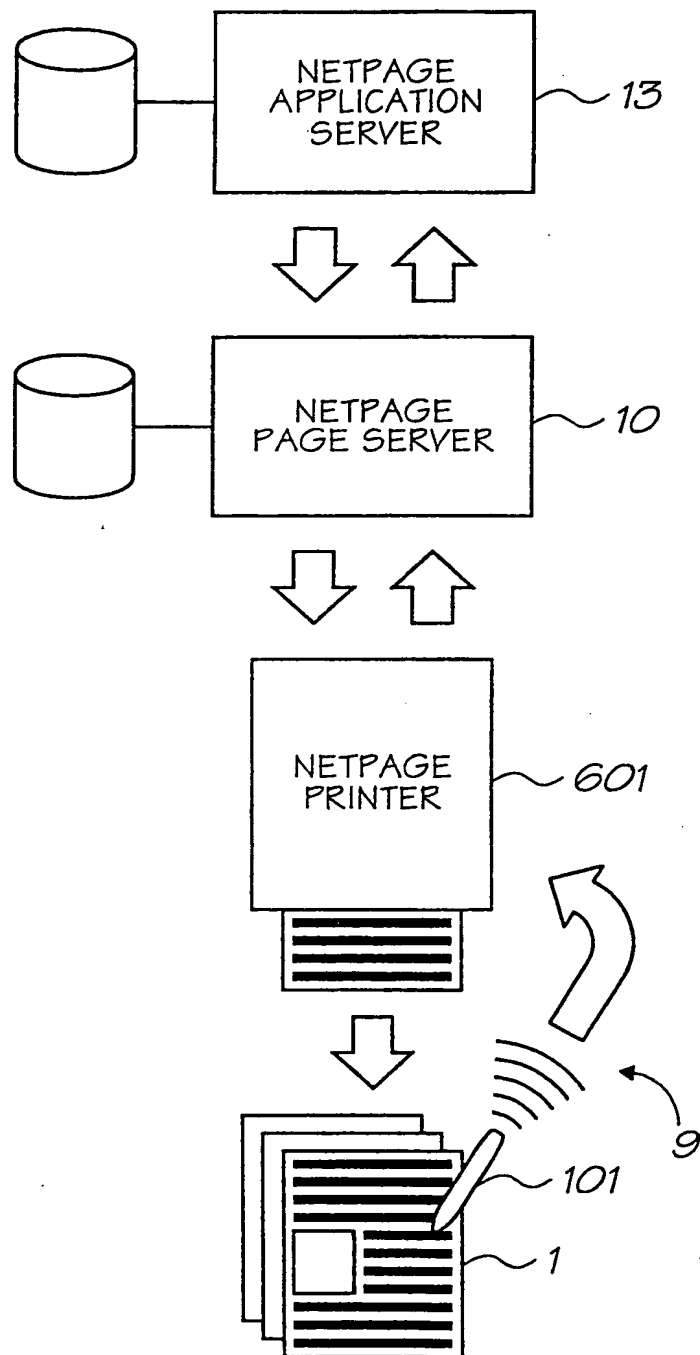 NETPAGE
APPLICATION
SERVER
13
NETPAGE
PAGE SERVER
10
NETPAGE
PRINTER
601
9
101
1